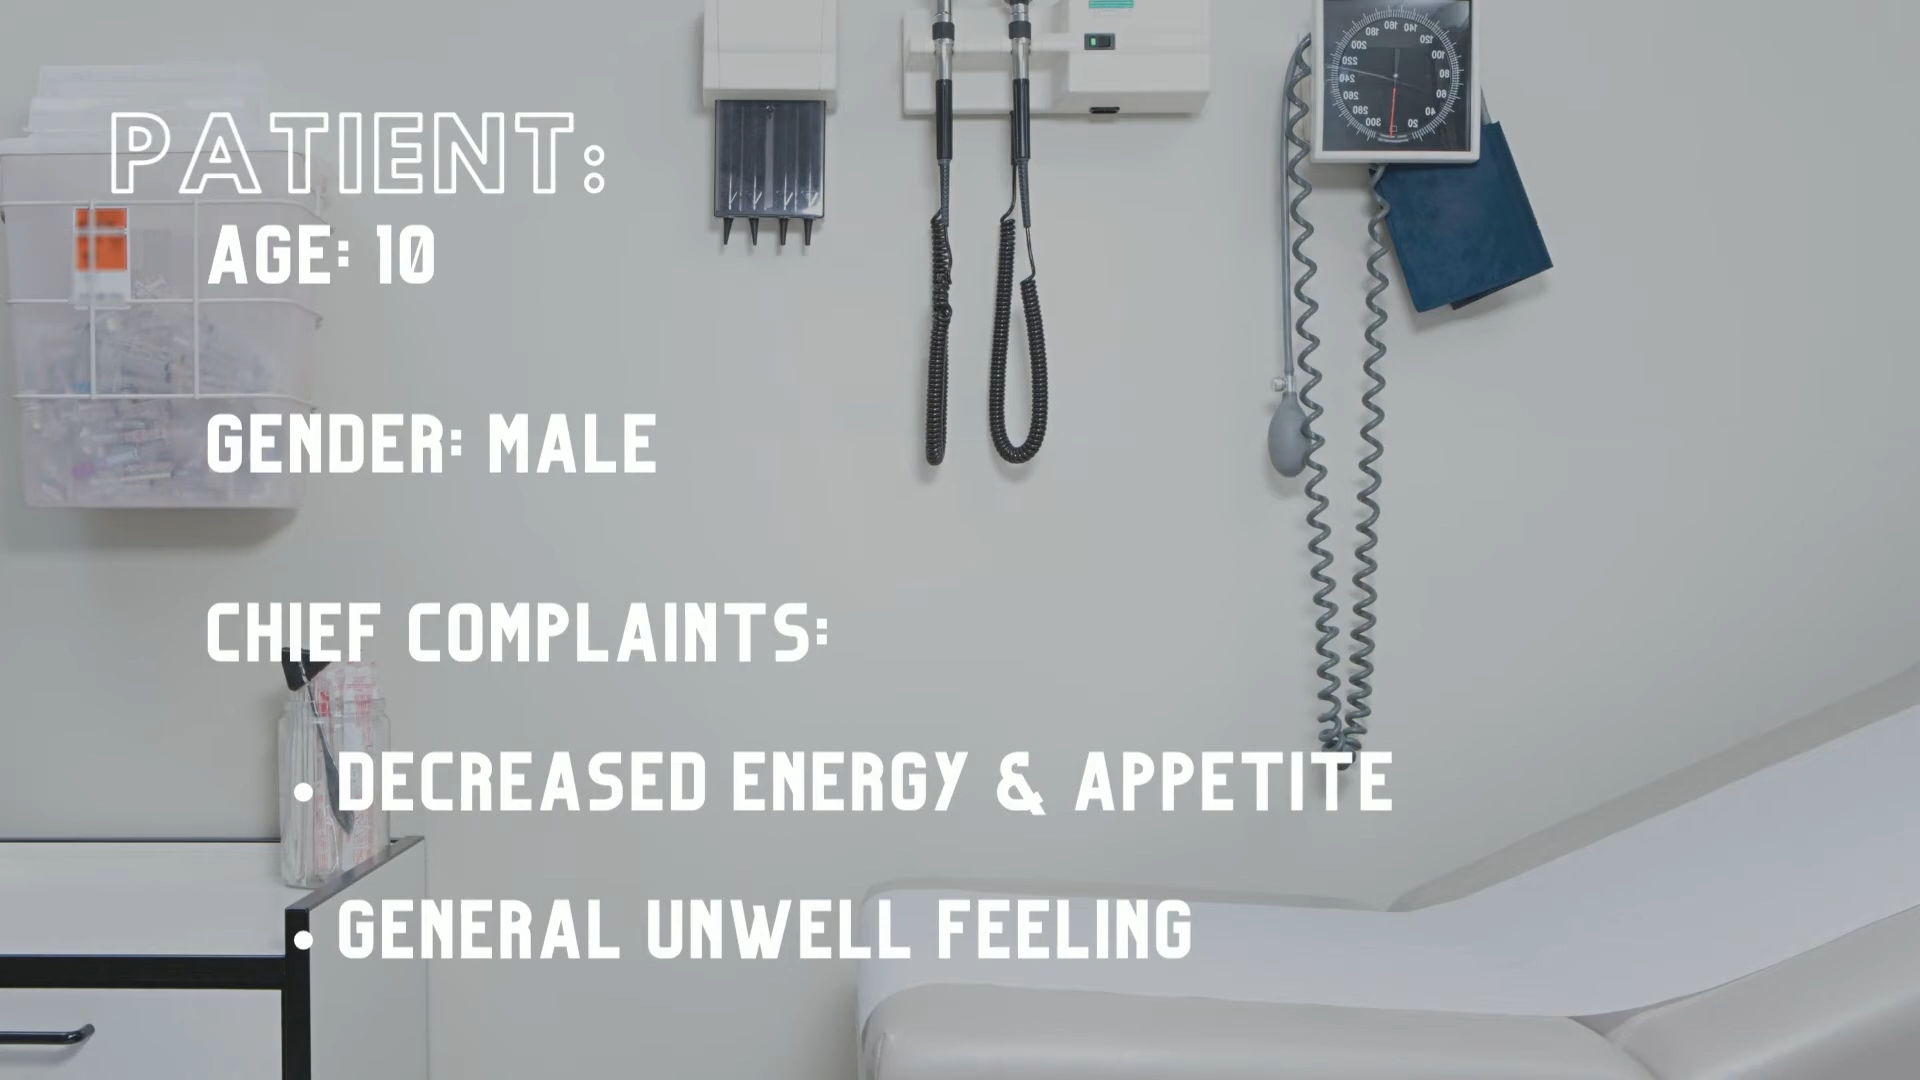 PATIENT:
AGE: 10
GENDER: MALE
CHIEF COMPLAINTS:
• DECREASED ENERGY & APPETITE
• GENERAL UNWELL FEELING